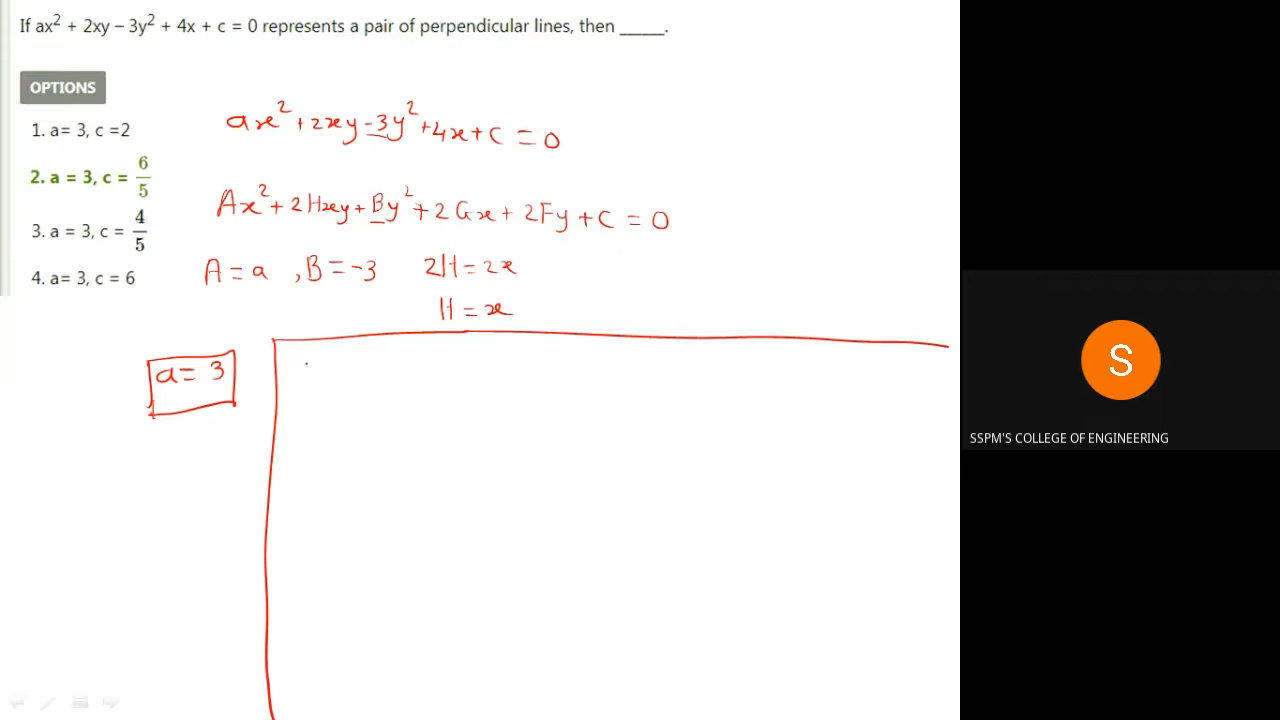 If ax² + 2xy – 3y² + 4x + c = 0 represents a pair of perpendicular lines, then _____.
OPTIONS
1. a= 3, c =2
2. a = 3, c = 6/5
3. a = 3, c = 4/5
4. a= 3, c = 6
ax² + 2xy - 3y² + 4x + c = 0
Ax² + 2Hxy + By² + 2Gx + 2Fy + C = 0
A = a , B = -3 2H = 2x
H = x
a = 3
S
SSPM'S COLLEGE OF ENGINEERING